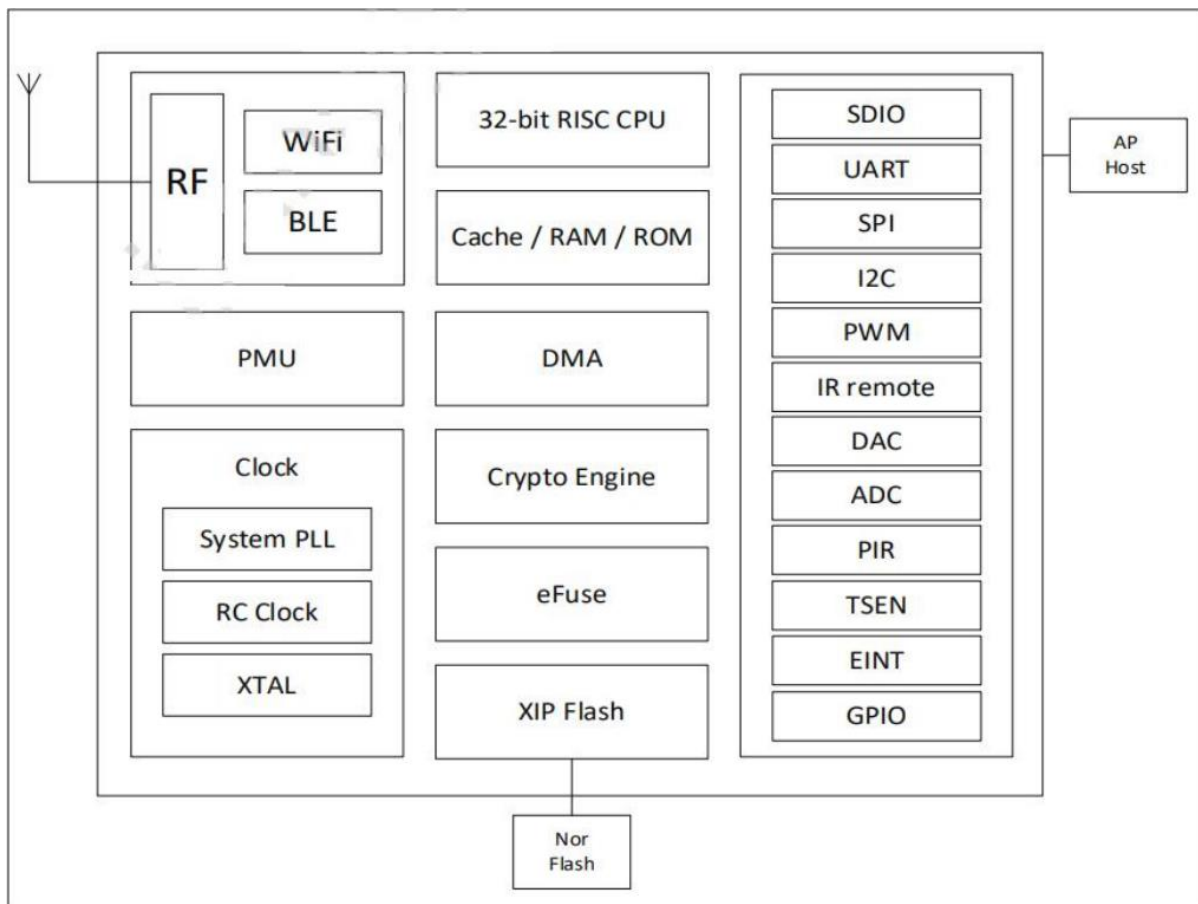 RF
WiFi
BLE
PMU
Clock
System PLL
RC Clock
XTAL
32-bit RISC CPU
Cache / RAM / ROM
DMA
Crypto Engine
eFuse
XIP Flash
SDIO
UART
SPI
I2C
PWM
IR remote
DAC
ADC
PIR
TSEN
EINT
GPIO
AP
Host
Nor
Flash